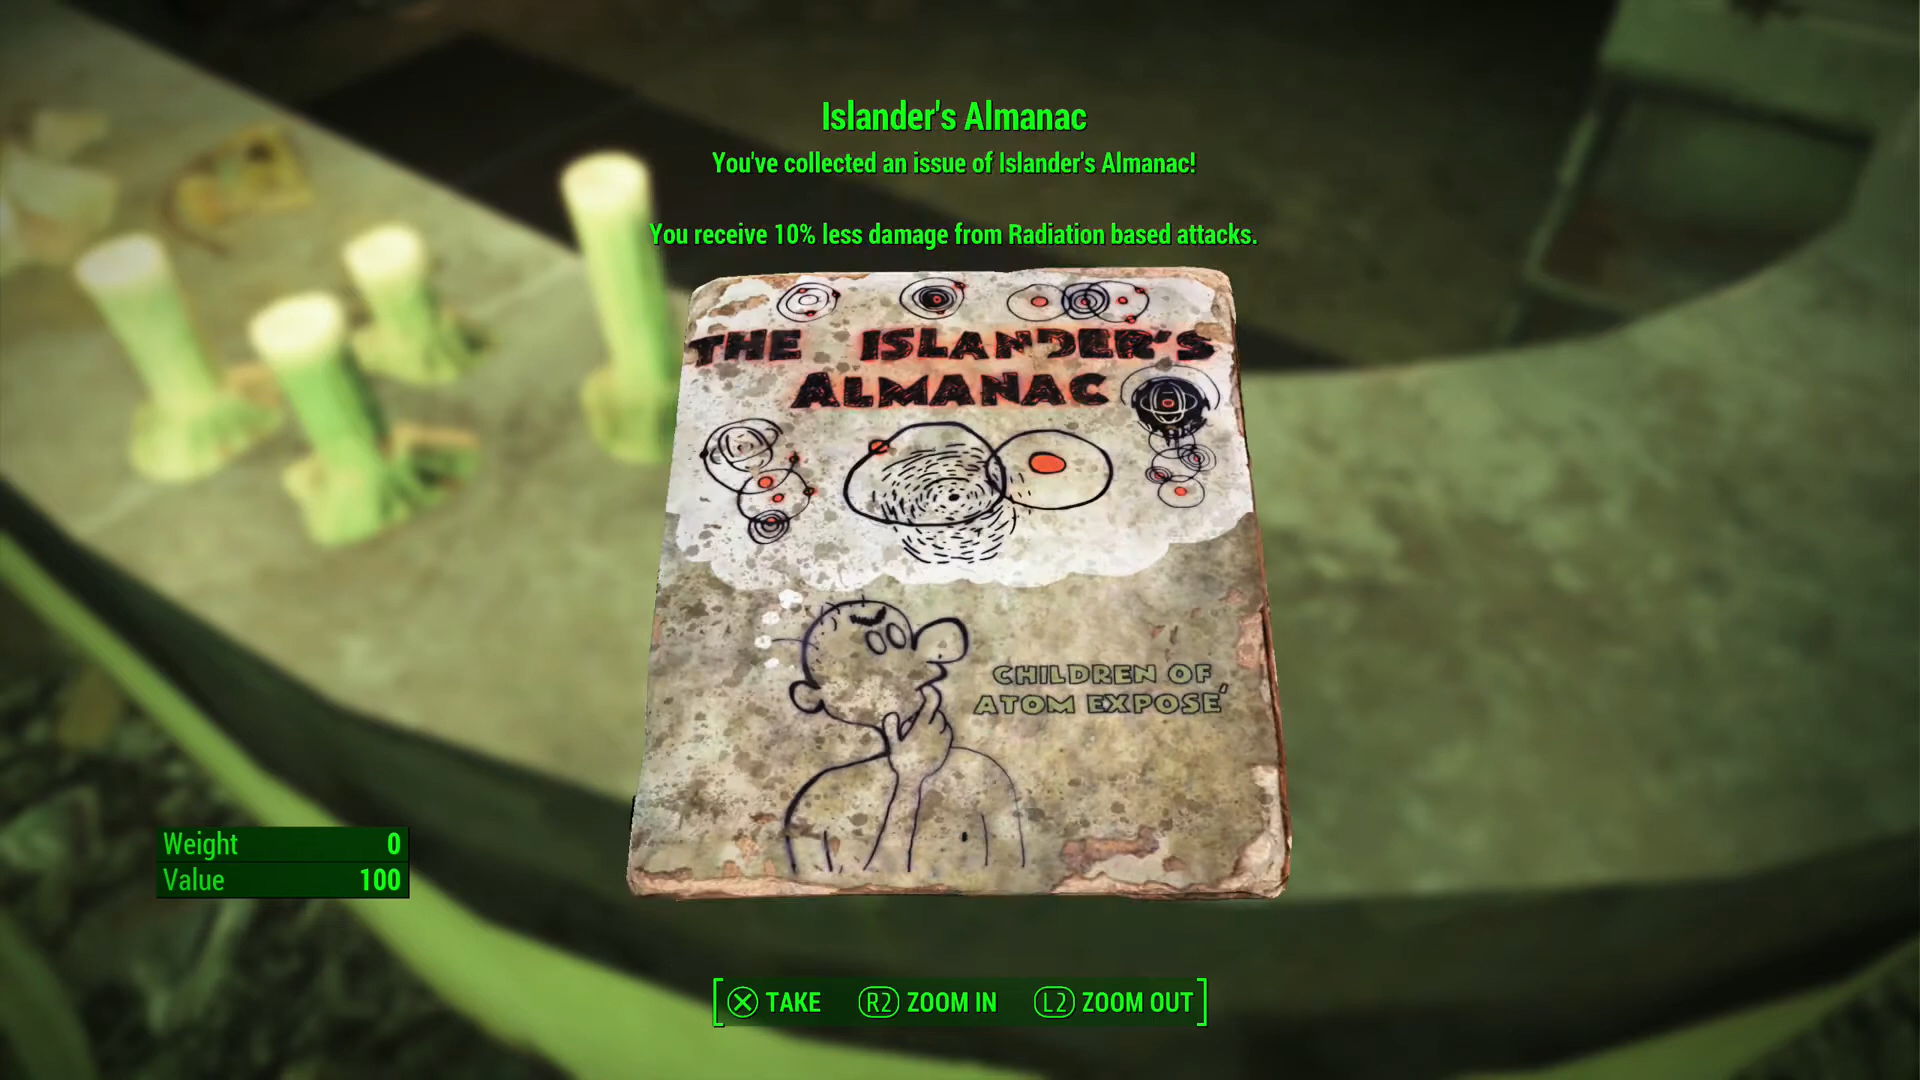 Islander's Almanac
You've collected an issue of Islander's Almanac!
You receive 10% less damage from Radiation based attacks.
THE ISLANDER'S
ALMANAC
CHILDREN OF
ATOM EXPOSE'
Weight 0
Value 100
TAKE R2 ZOOM IN L2 ZOOM OUT